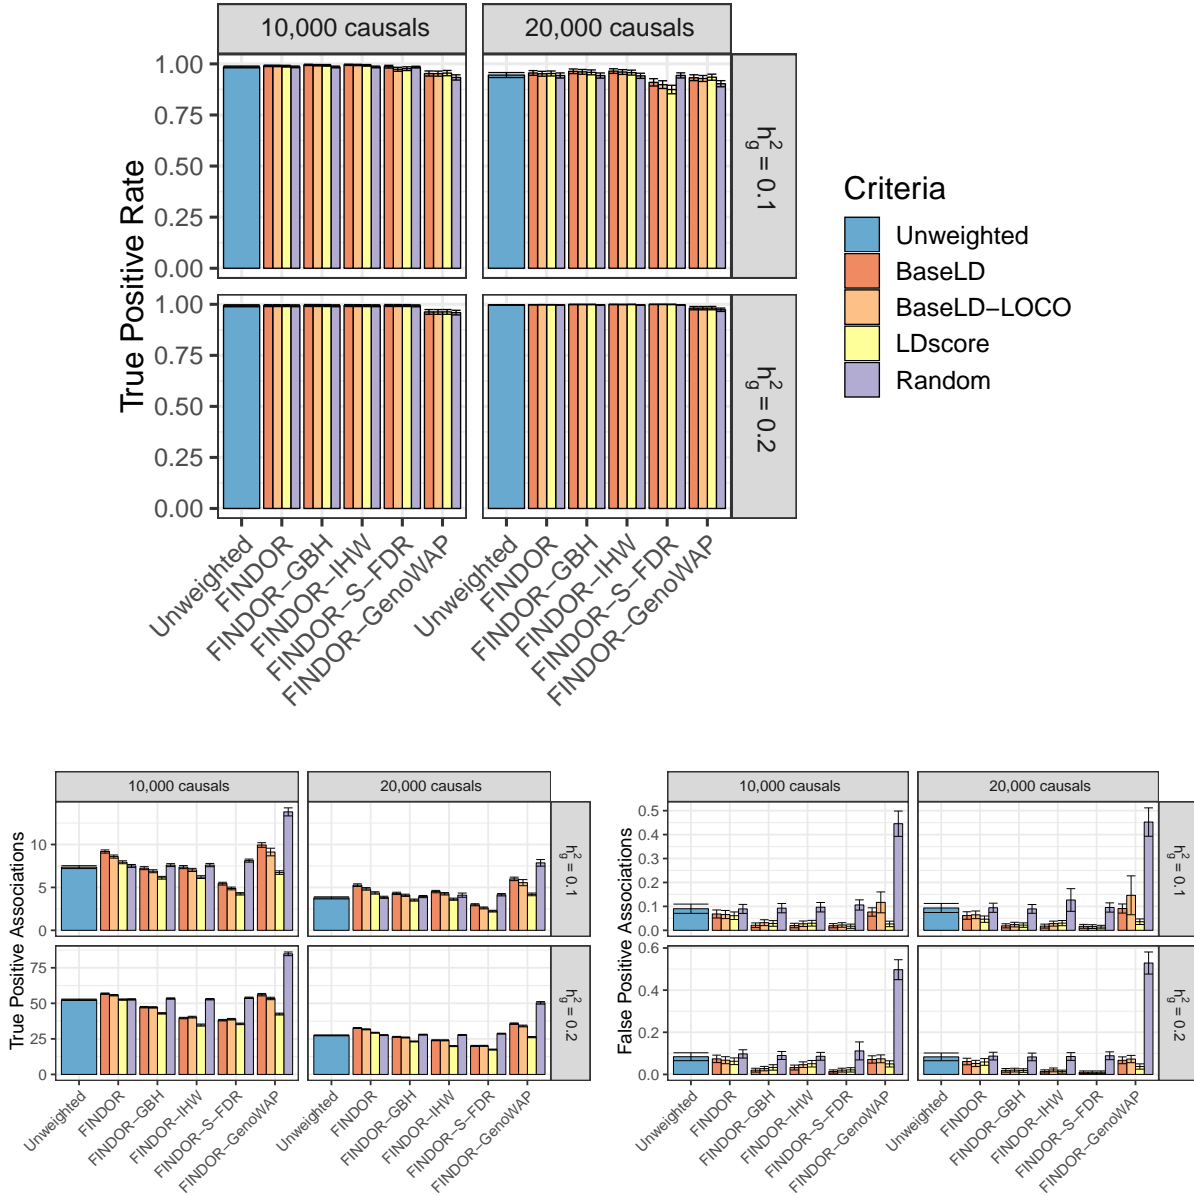 10,000 causals
20,000 causals
True Positive Rate
1.00
0.75
0.50
0.25
0.00
h²g = 0.1
1.00
0.75
0.50
0.25
0.00
h²g = 0.2
Unweighted
FINDOR
FINDOR−GBH
FINDOR−IHW
FINDOR−S−FDR
FINDOR−GenoWAP
Unweighted
FINDOR
FINDOR−GBH
FINDOR−IHW
FINDOR−S−FDR
FINDOR−GenoWAP
Criteria
Unweighted
BaseLD
BaseLD−LOCO
LDscore
Random
10,000 causals
20,000 causals
True Positive Associations
10
5
0
h²g = 0.1
75
50
25
0
h²g = 0.2
Unweighted
FINDOR
FINDOR−GBH
FINDOR−IHW
FINDOR−S−FDR
FINDOR−GenoWAP
Unweighted
FINDOR
FINDOR−GBH
FINDOR−IHW
FINDOR−S−FDR
FINDOR−GenoWAP
10,000 causals
20,000 causals
False Positive Associations
0.5
0.4
0.3
0.2
0.1
0.0
h²g = 0.1
0.6
0.4
0.2
0.0
h²g = 0.2
Unweighted
FINDOR
FINDOR−GBH
FINDOR−IHW
FINDOR−S−FDR
FINDOR−GenoWAP
Unweighted
FINDOR
FINDOR−GBH
FINDOR−IHW
FINDOR−S−FDR
FINDOR−GenoWAP